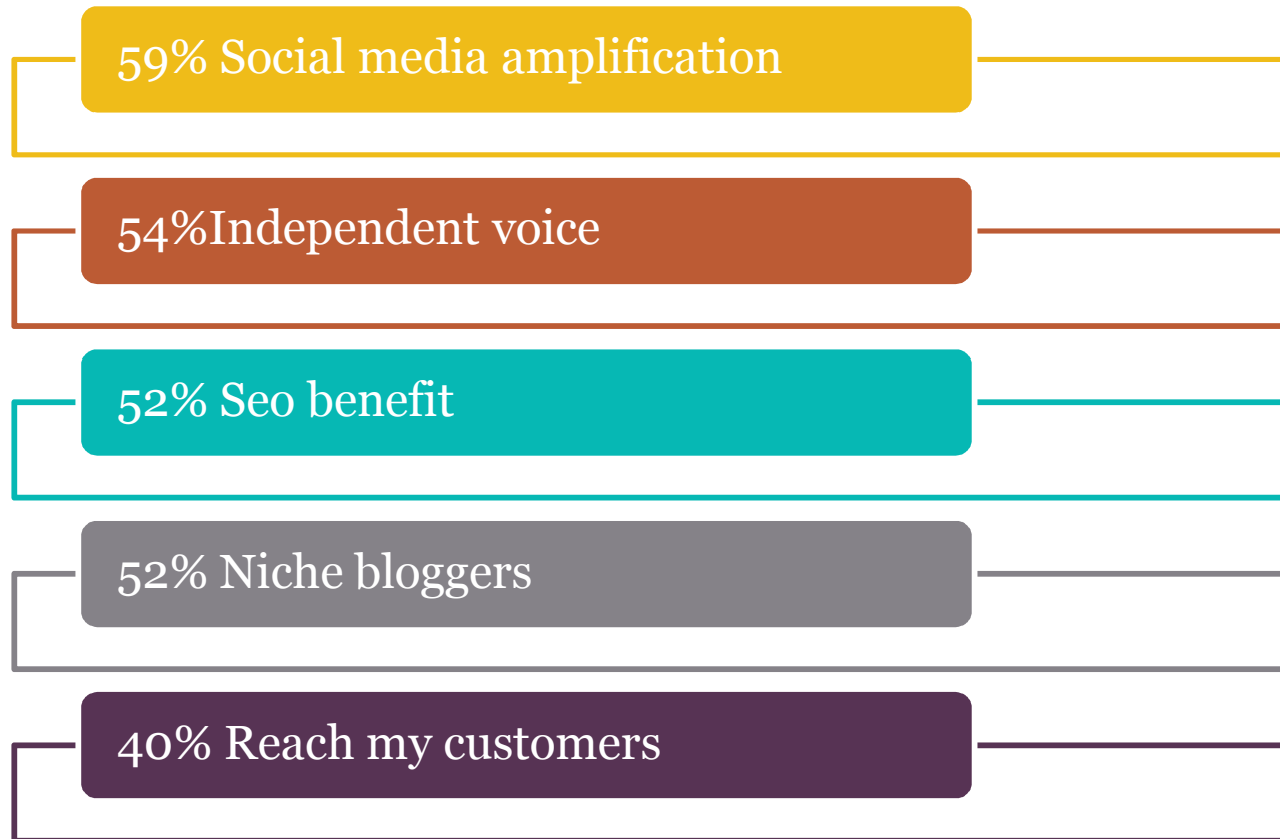 59% Social media amplification
54%Independent voice
52% Seo benefit
52% Niche bloggers
40% Reach my customers